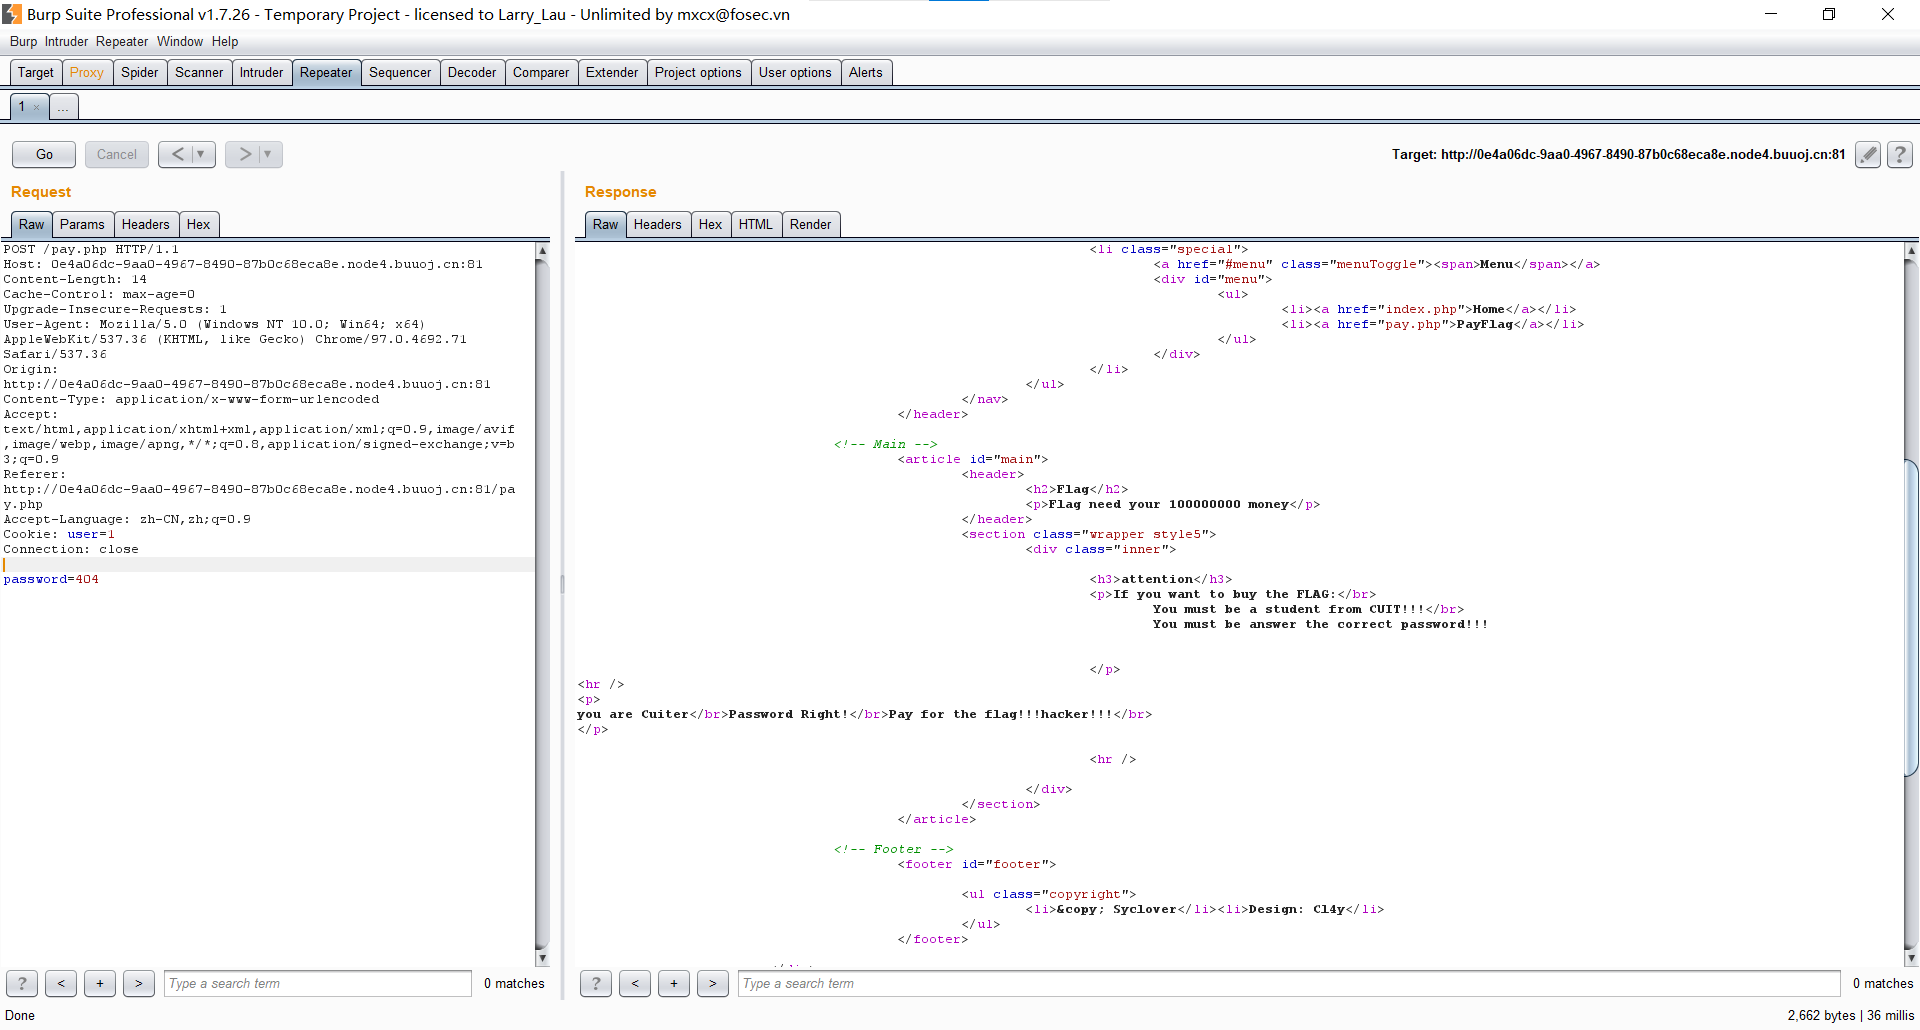 Burp Suite Professional v1.7.26 - Temporary Project - licensed to Larry_Lau - Unlimited by mxcx@fosec.vn
Burp Intruder Repeater Window Help
Target Proxy Spider Scanner Intruder Repeater Sequencer Decoder Comparer Extender Project options User options Alerts
1 × ...
Go Cancel < ▼ > ▼ Target: http://0e4a06dc-9aa0-4967-8490-87b0c68eca8e.node4.buuoj.cn:81 ?
Request
Raw Params Headers Hex
POST /pay.php HTTP/1.1
Host: 0e4a06dc-9aa0-4967-8490-87b0c68eca8e.node4.buuoj.cn:81
Content-Length: 14
Cache-Control: max-age=0
Upgrade-Insecure-Requests: 1
User-Agent: Mozilla/5.0 (Windows NT 10.0; Win64; x64)
AppleWebKit/537.36 (KHTML, like Gecko) Chrome/97.0.4692.71
Safari/537.36
Origin:
http://0e4a06dc-9aa0-4967-8490-87b0c68eca8e.node4.buuoj.cn:81
Content-Type: application/x-www-form-urlencoded
Accept:
text/html,application/xhtml+xml,application/xml;q=0.9,image/avif
,image/webp,image/apng,*/*;q=0.8,application/signed-exchange;v=b
3;q=0.9
Referer:
http://0e4a06dc-9aa0-4967-8490-87b0c68eca8e.node4.buuoj.cn:81/pa
y.php
Accept-Language: zh-CN,zh;q=0.9
Cookie: user=1
Connection: close
password=404
? < + > Type a search term 0 matches
Response
Raw Headers Hex HTML Render
<li class="special">
<a href="#menu" class="menuToggle"><span>Menu</span></a>
<div id="menu">
<ul>
<li><a href="index.php">Home</a></li>
<li><a href="pay.php">PayFlag</a></li>
</ul>
</div>
</li>
</ul>
</nav>
</header>
<!-- Main -->
<article id="main">
<header>
<h2>Flag</h2>
<p>Flag need your 100000000 money</p>
</header>
<section class="wrapper style5">
<div class="inner">
<h3>attention</h3>
<p>If you want to buy the FLAG:</br>
You must be a student from CUIT!!!</br>
You must be answer the correct password!!!
</p>
<hr />
<p>
you are Cuiter</br>Password Right!</br>Pay for the flag!!!hacker!!!</br>
</p>
<hr />
</div>
</section>
</article>
<!-- Footer -->
<footer id="footer">
<ul class="copyright">
<li>&copy; Syclover</li><li>Design: Cl4y</li>
</ul>
</footer>
? < + > Type a search term 0 matches
Done 2,662 bytes | 36 millis